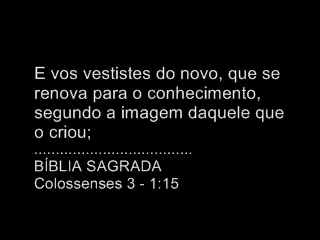 E vos vestistes do novo, que se
renova para o conhecimento,
segundo a imagem daquele que
o criou;
.....................................
BÍBLIA SAGRADA
Colossenses 3 - 1:15